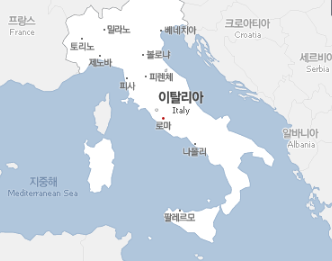 프랑스
France
밀라노
베네치아
크로아티아
Croatia
토리노
제노바
볼로냐
세르비아
Serbia
피사
피렌체
이탈리아
Italy
로마
알바니아
Albania
나폴리
지중해
Mediterranean Sea
팔레르모